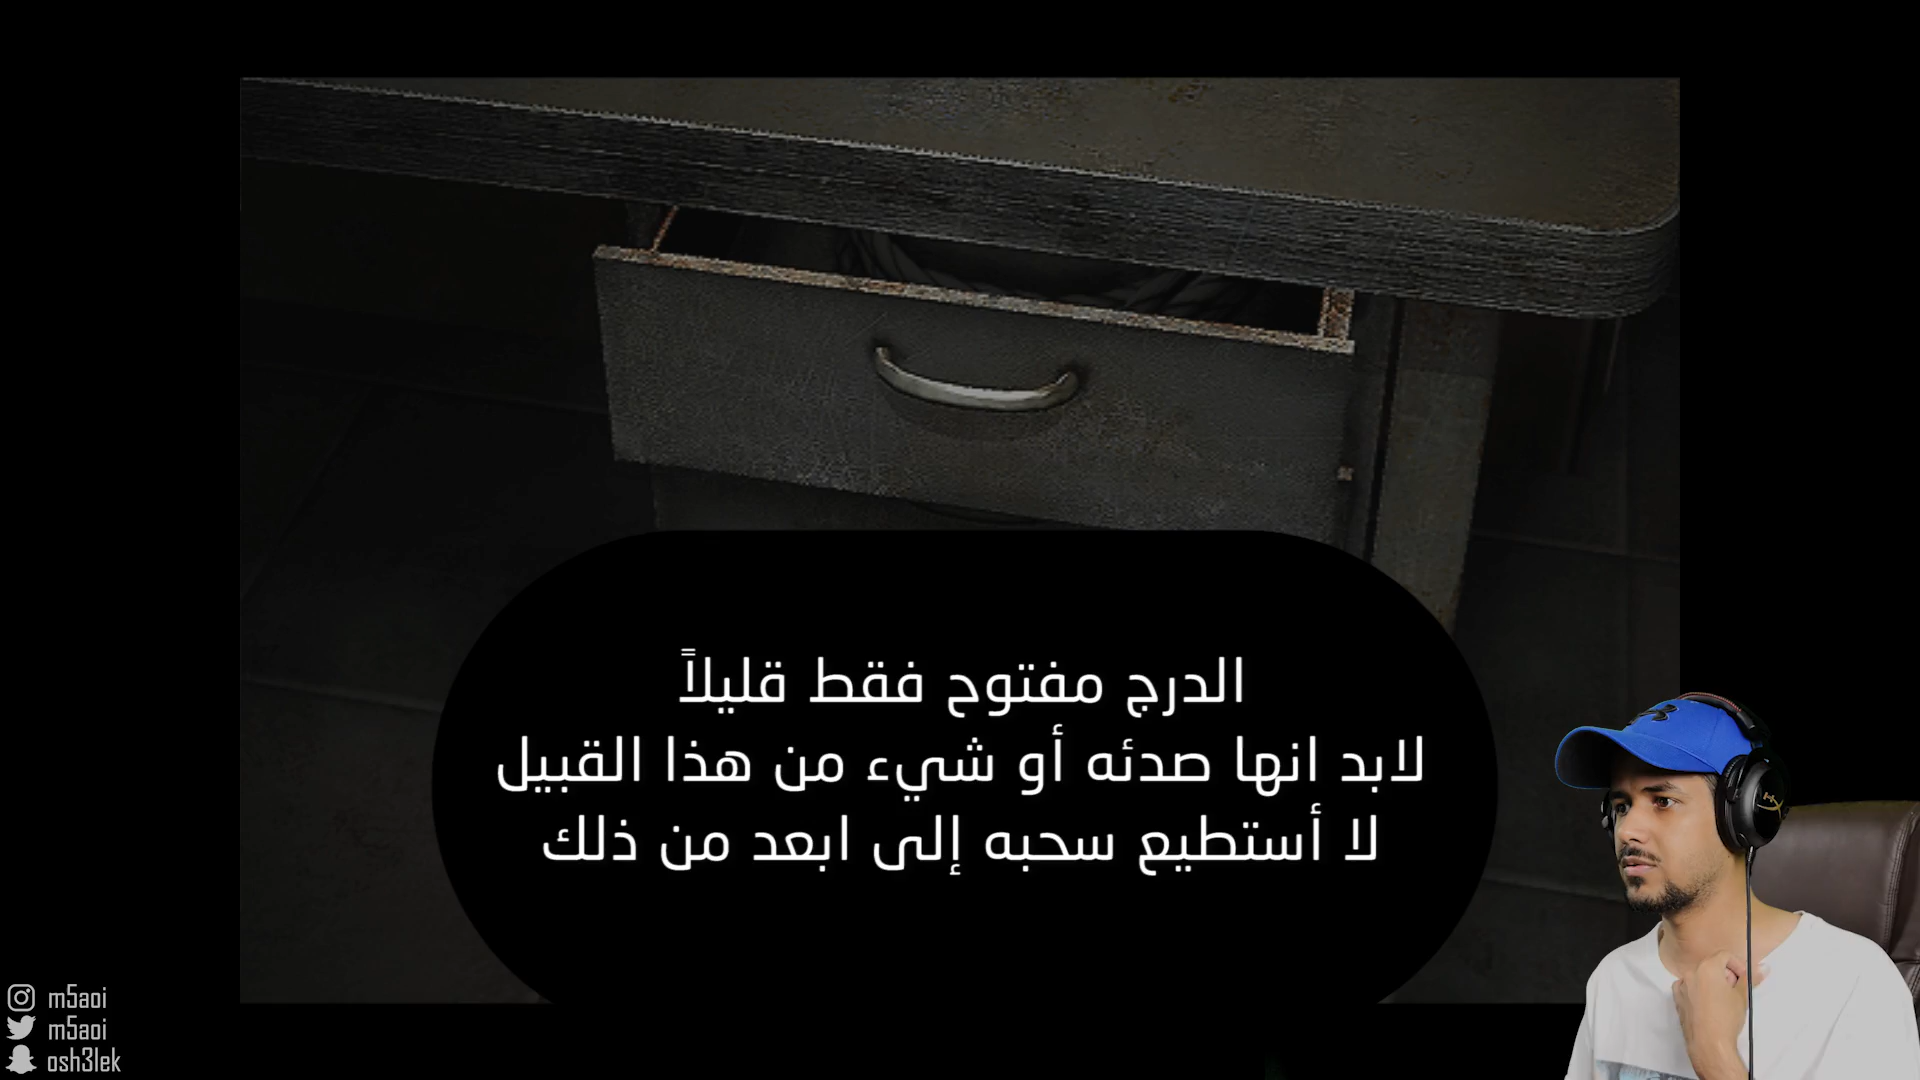 الدرج مفتوح فقط قليلاً
لابد انها صدئه أو شيء من هذا القبيل
لا أستطيع سحبه إلى ابعد من ذلك
m5aoi
m5aoi
osh3lek